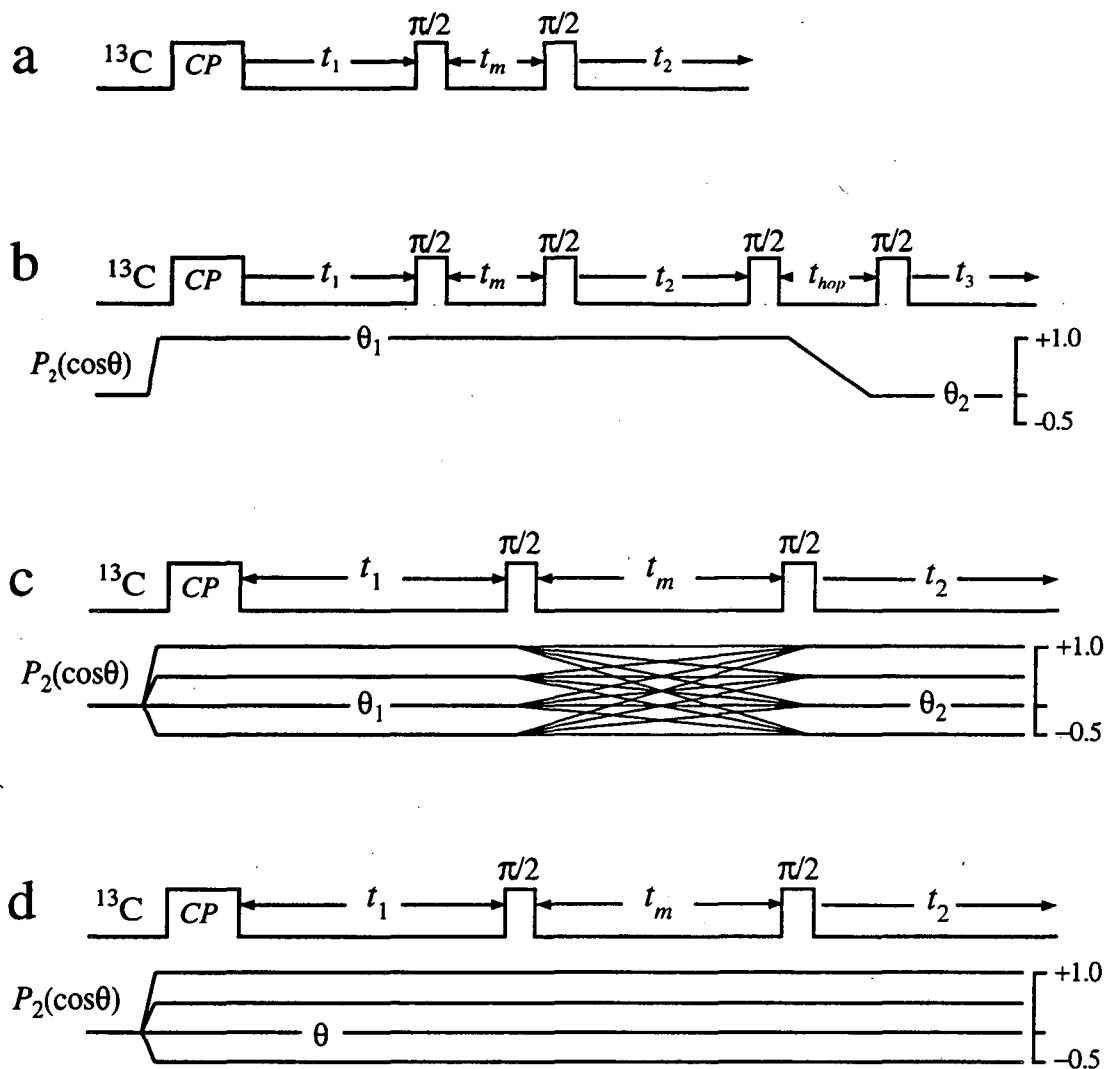 a
π/2 π/2
¹³C CP t₁ tₘ t₂
b
π/2 π/2 π/2 π/2
¹³C CP t₁ tₘ t₂ t_hop t₃
P₂(cosθ) θ₁ θ₂ +1.0
-0.5
c
π/2 π/2
¹³C CP t₁ tₘ t₂
P₂(cosθ) θ₁ θ₂ +1.0
-0.5
d
π/2 π/2
¹³C CP t₁ tₘ t₂
P₂(cosθ) θ +1.0
-0.5